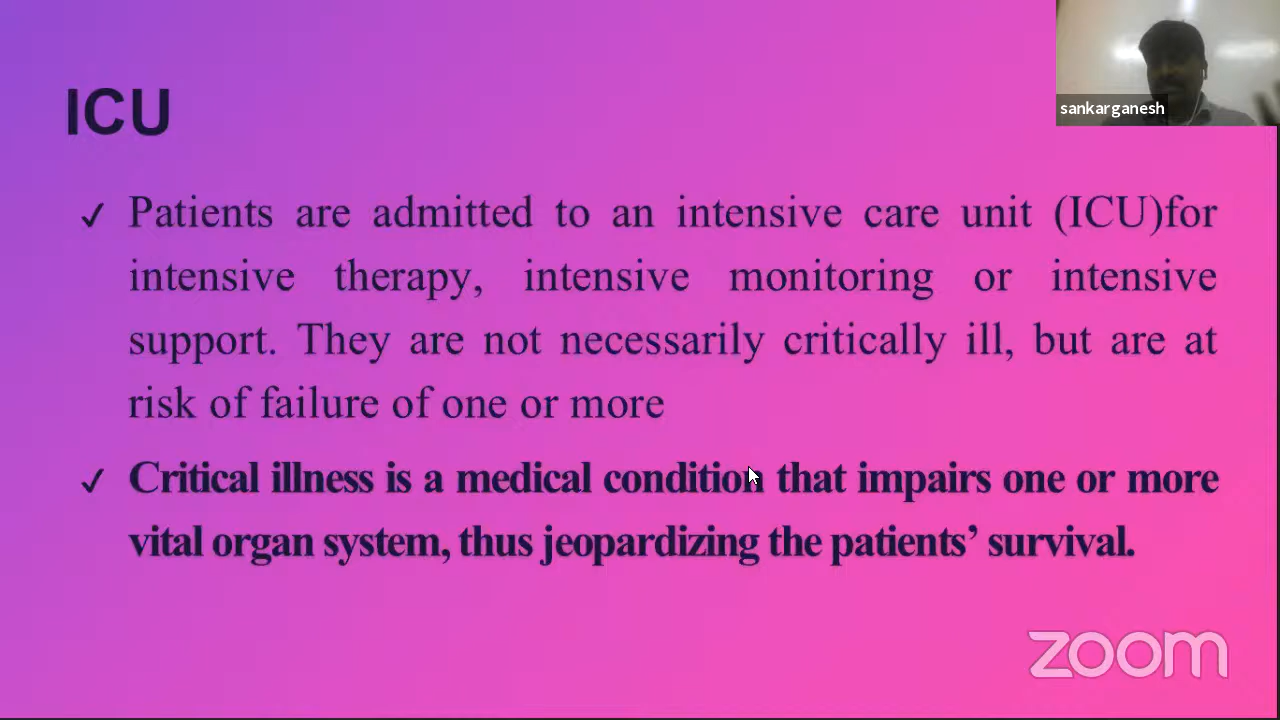 sankarganesh
ICU
✓ Patients are admitted to an intensive care unit (ICU)for
intensive therapy, intensive monitoring or intensive
support. They are not necessarily critically ill, but are at
risk of failure of one or more
✓ Critical illness is a medical condition that impairs one or more
vital organ system, thus jeopardizing the patients’ survival.
zoom